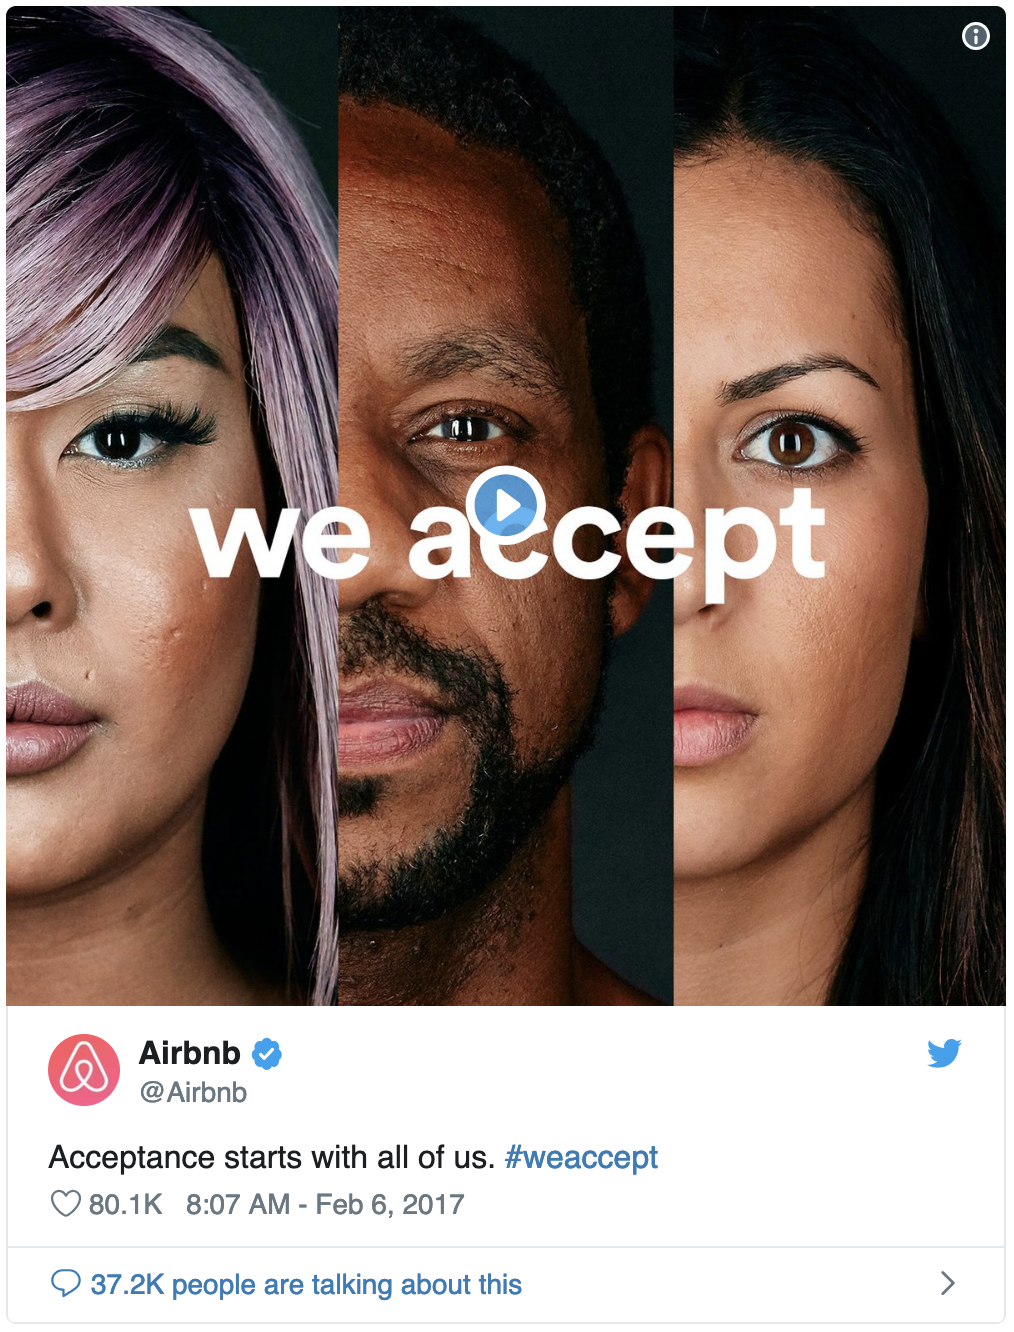 we accept
Airbnb
@Airbnb
Acceptance starts with all of us. #weaccept
80.1K 8:07 AM - Feb 6, 2017
37.2K people are talking about this